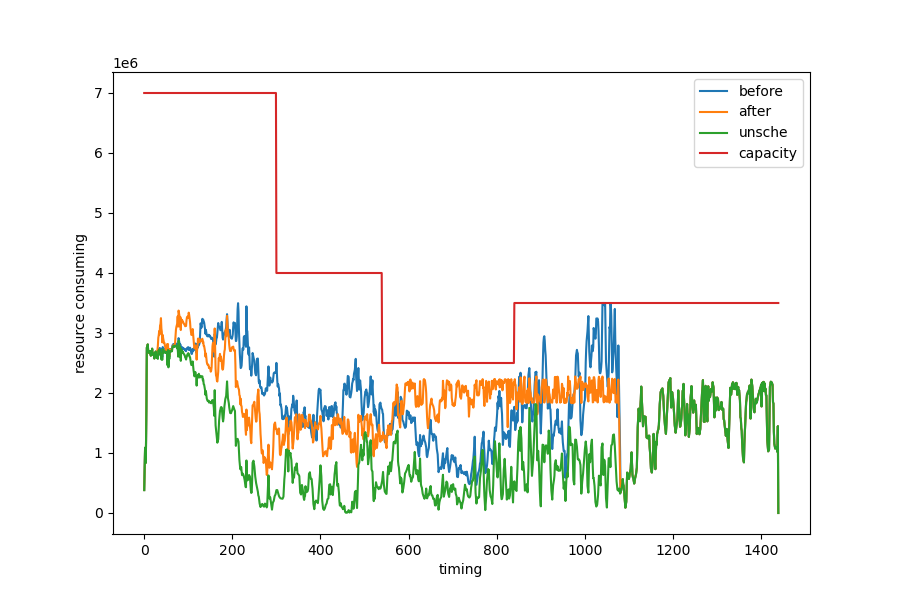 1e6
7
6
5
4
3
2
1
0
resource consuming
before
after
unsche
capacity
0 200 400 600 800 1000 1200 1400
timing